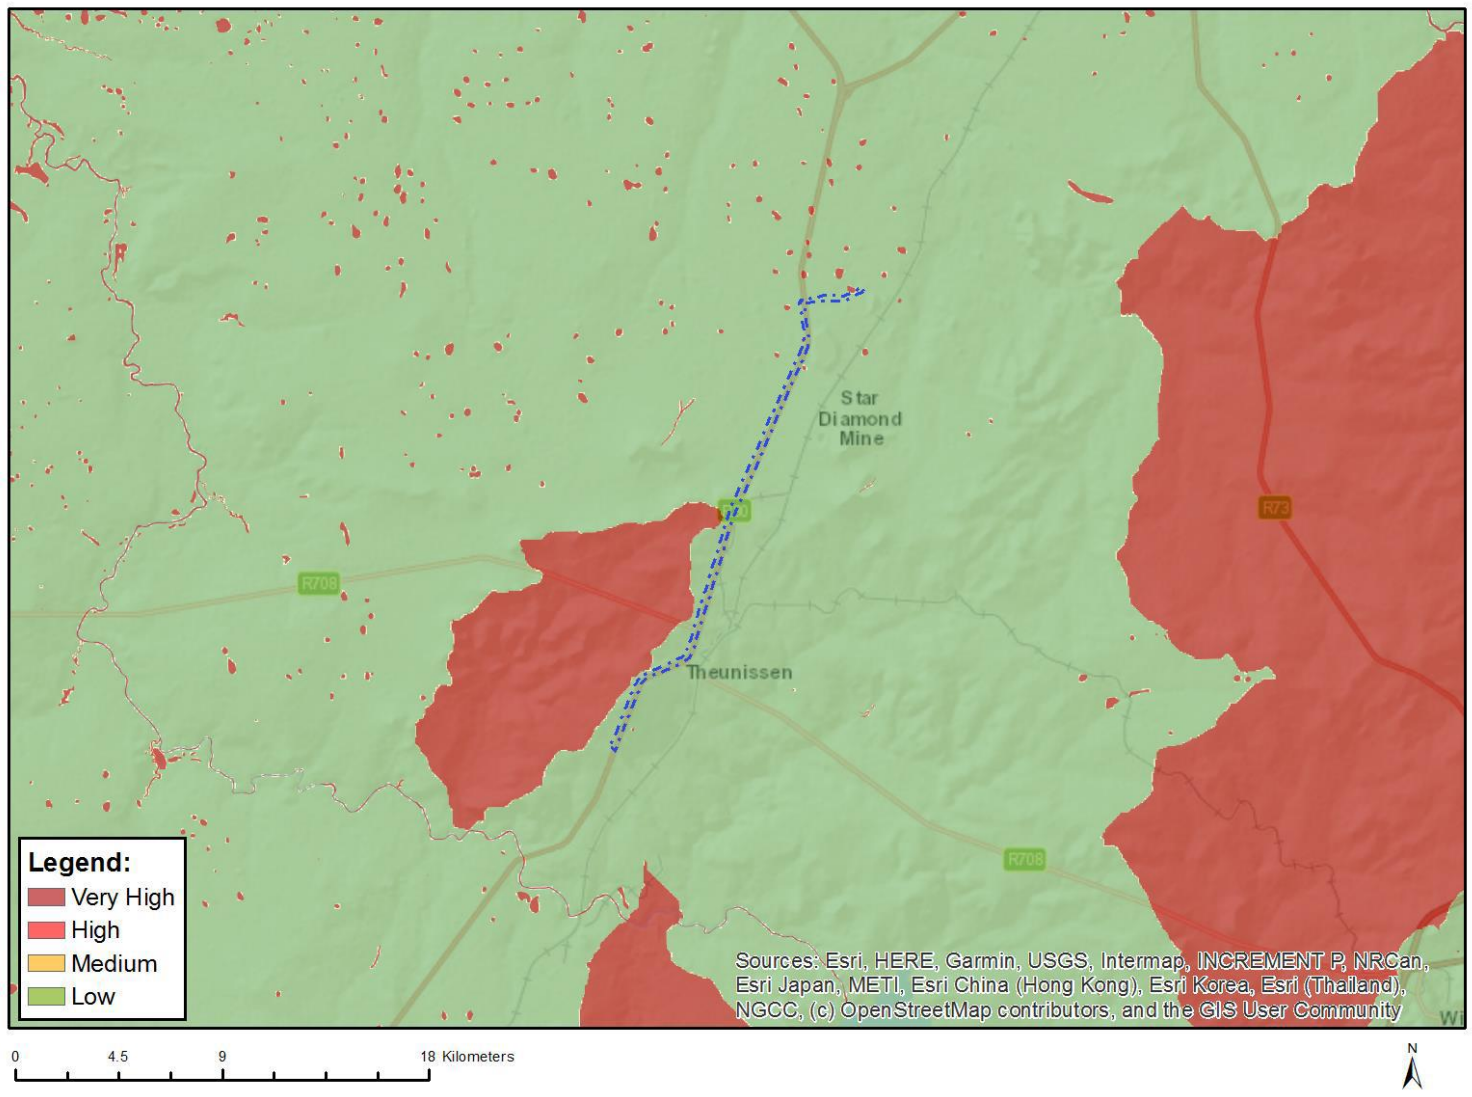 Star
Diamond
Mine
R708
R73
Theunissen
R708
Legend:
Very High
High
Medium
Low
Sources: Esri, HERE, Garmin, USGS, Intermap, INCREMENT P, NRCan,
Esri Japan, METI, Esri China (Hong Kong), Esri Korea, Esri (Thailand),
NGCC, (c) OpenStreetMap contributors, and the GIS User Community
Wi
0 4.5 9 18 Kilometers
N